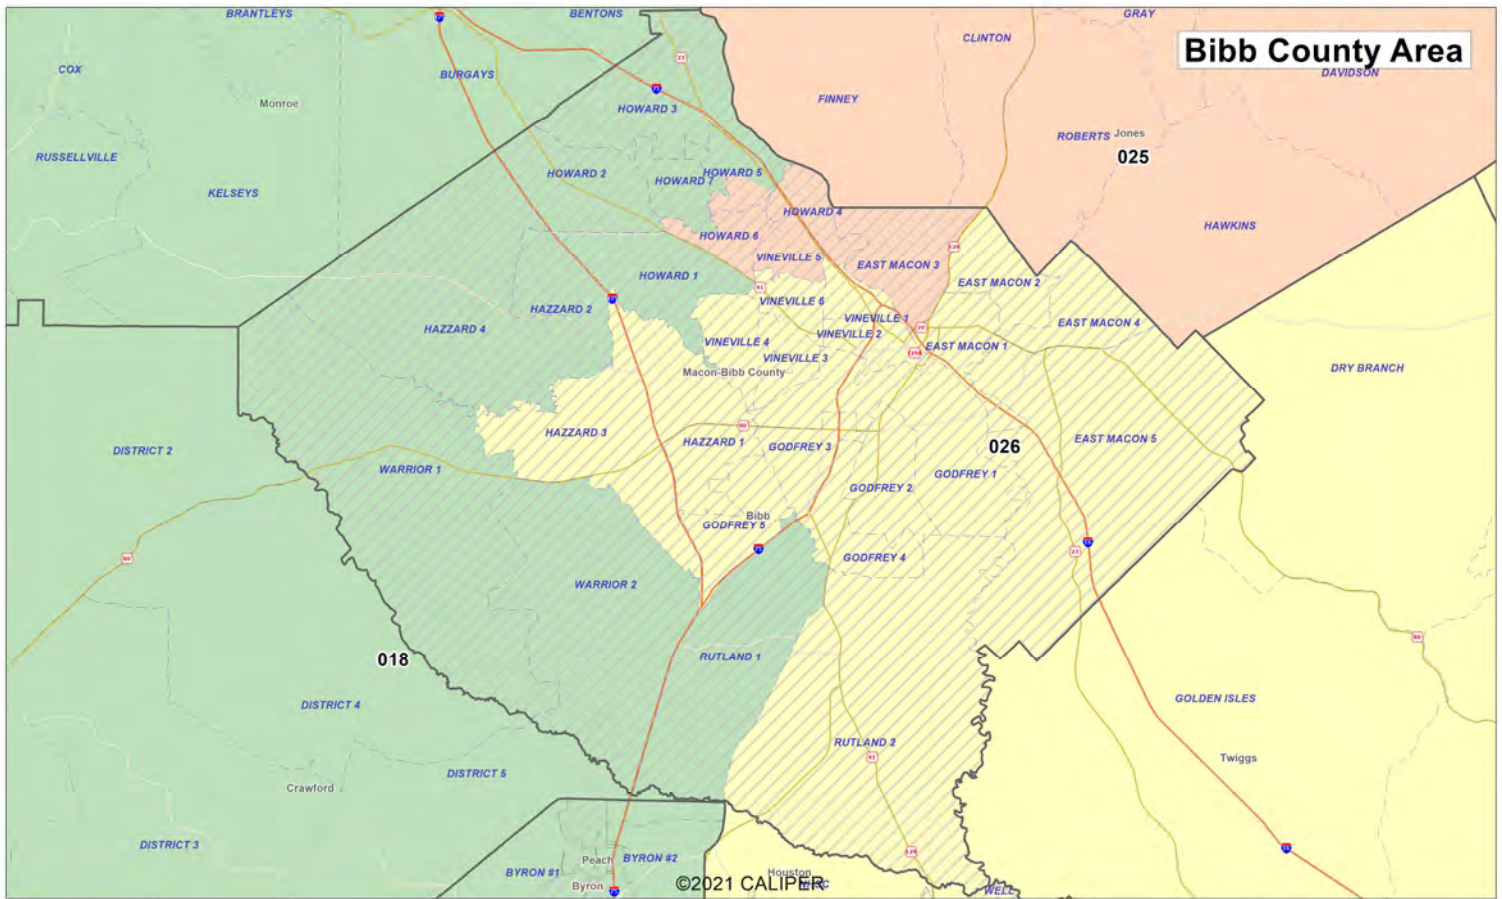 BRANTLEYS
BENTONS
GRAY
CLINTON
Bibb County Area
COX
BURGAYS
DAVIDSON
Monroe
FINNEY
HOWARD 3
ROBERTS
Jones
025
RUSSELLVILLE
KELSEYS
HOWARD 2
HOWARD 7
HOWARD 5
HOWARD 4
HAWKINS
HOWARD 6
VINEVILLE 5
EAST MACON 3
HOWARD 1
EAST MACON 2
HAZZARD 2
VINEVILLE 6
HAZZARD 4
VINEVILLE 1
VINEVILLE 2
EAST MACON 4
VINEVILLE 4
VINEVILLE 3
EAST MACON 1
Macon-Bibb County
DRY BRANCH
HAZZARD 3
HAZZARD 1
GODFREY 3
026
EAST MACON 5
DISTRICT 2
WARRIOR 1
GODFREY 2
GODFREY 1
Bibb
GODFREY 5
GODFREY 4
WARRIOR 2
018
RUTLAND 1
DISTRICT 4
GOLDEN ISLES
RUTLAND 2
Twiggs
DISTRICT 5
Crawford
DISTRICT 3
Peach
BYRON #2
BYRON #1
Byron
Houston
©2021 CALIPER
WELL